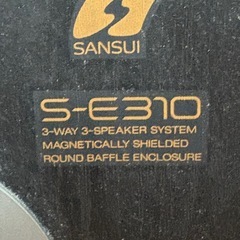 SANSUI
S-E310
3-WAY 3-SPEAKER SYSTEM
MAGNETICALLY SHIELDED
ROUND BAFFLE ENCLOSURE